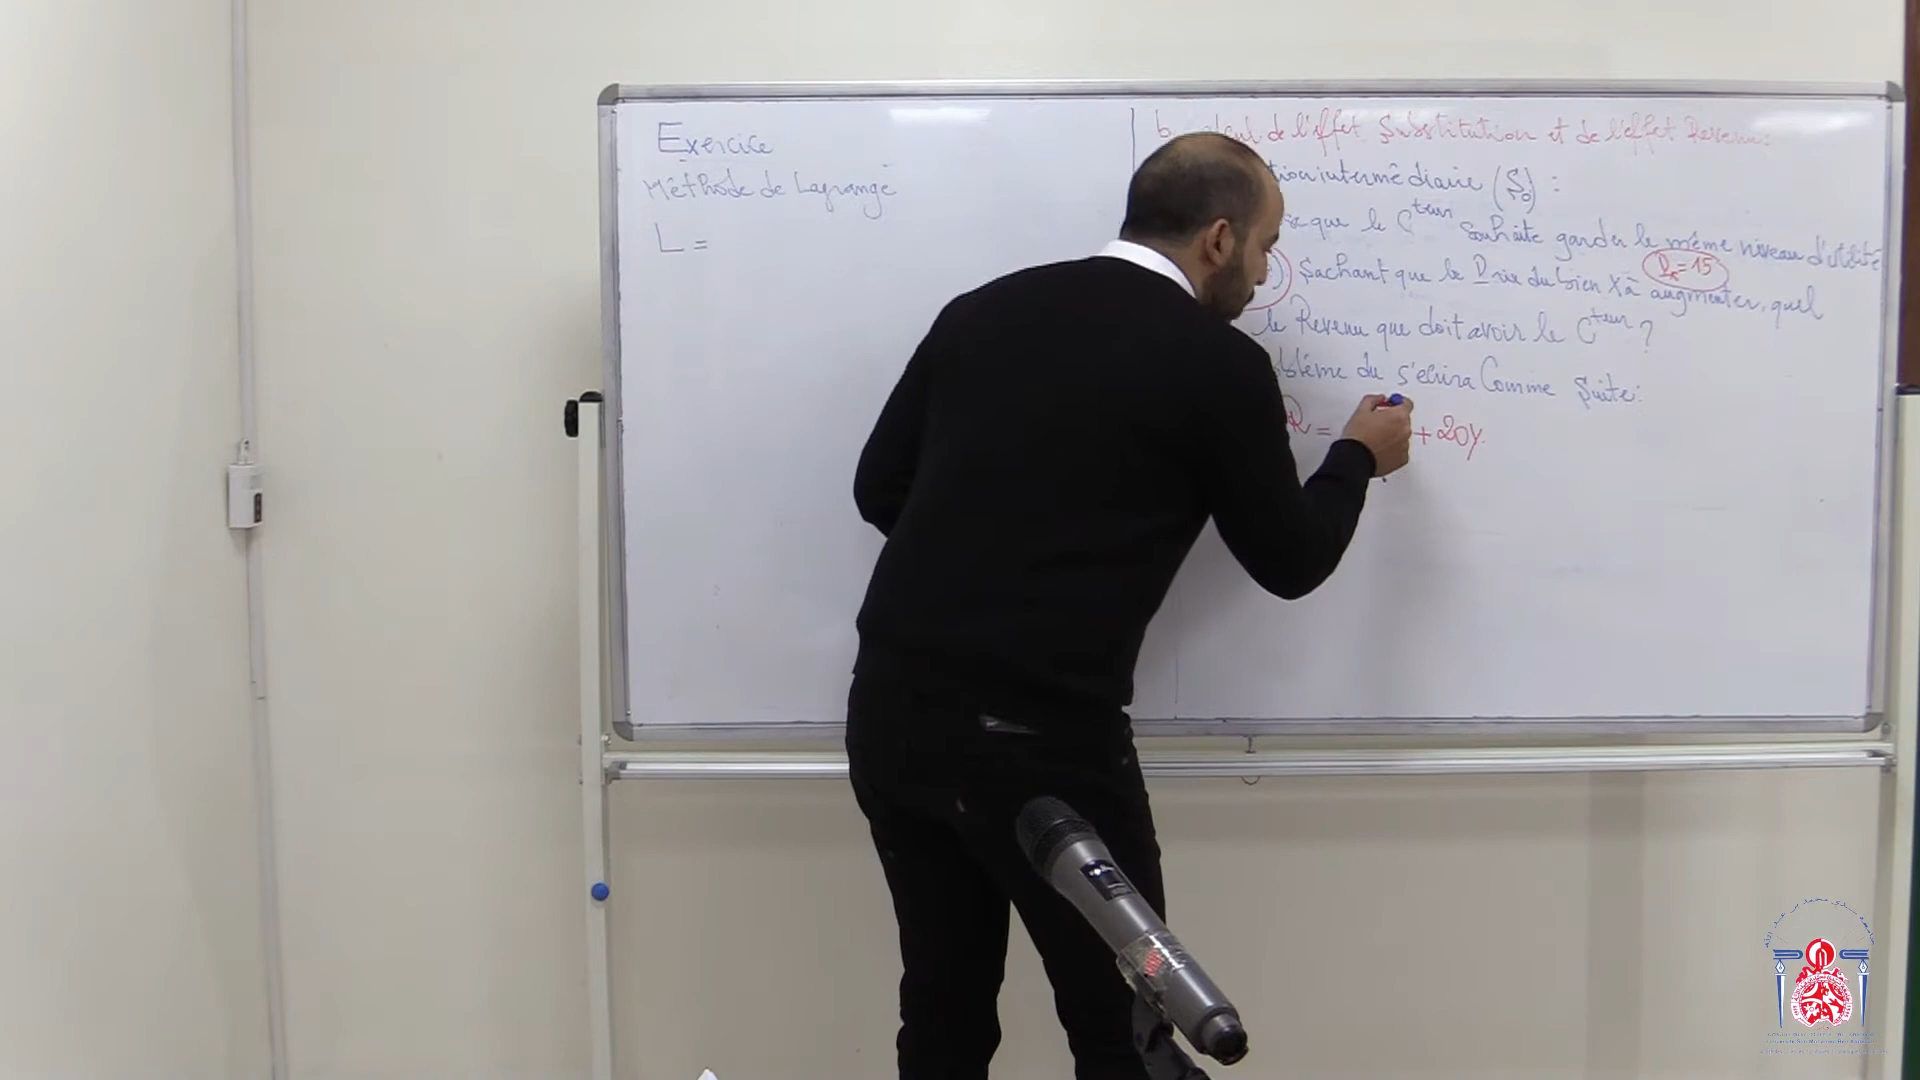 Exercice
Méthode de Lagrange
L =
b calcul de l'effet Substitution et de l'effet Revenu:
intermédiaire (S0) :
que le Cteur Souhaite garder le même niveau d'utilité
) Sachant que le Prix du bien X à augmenter, quel
Px=15
le Revenu que doit avoir le Cteur ?
du s'ecrira Comme Suite:
R = + 20y.